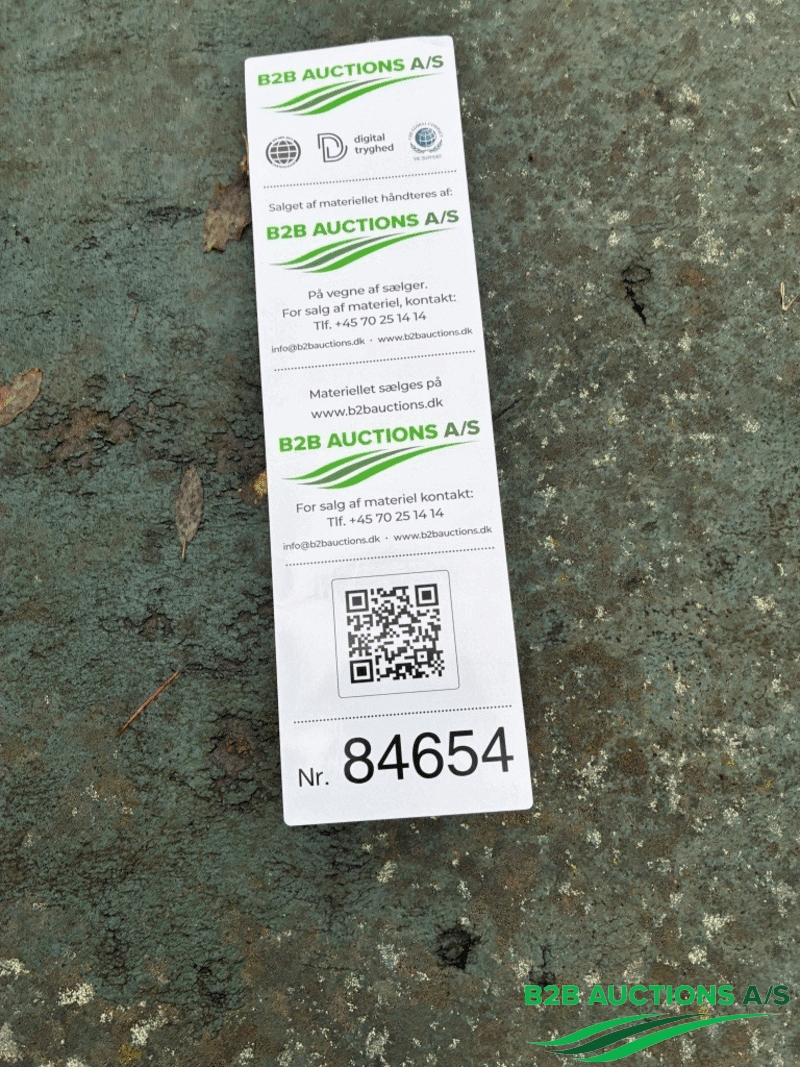 B2B AUCTIONS A/S
digital
tryghed
WE SUPPORT
Salget af materiellet håndteres af:
B2B AUCTIONS A/S
På vegne af sælger.
For salg af materiel, kontakt:
Tlf. +45 70 25 14 14
info@b2bauctions.dk · www.b2bauctions.dk
Materiellet sælges på
www.b2bauctions.dk
B2B AUCTIONS A/S
For salg af materiel kontakt:
Tlf. +45 70 25 14 14
info@b2bauctions.dk · www.b2bauctions.dk
Nr. 84654
B2B AUCTIONS A/S